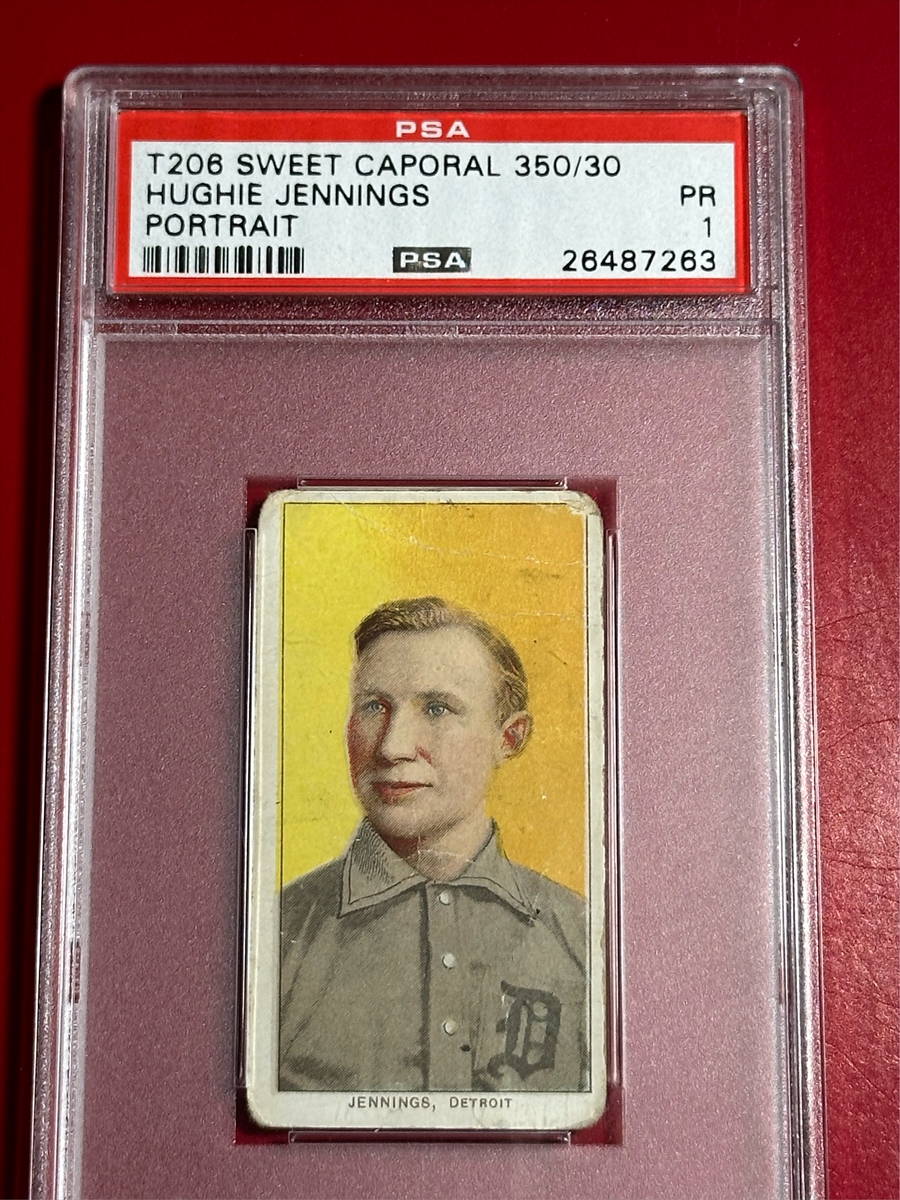 PSA
T206 SWEET CAPORAL 350/30
HUGHIE JENNINGS PR
PORTRAIT 1
PSA 26487263
D
JENNINGS, DETROIT